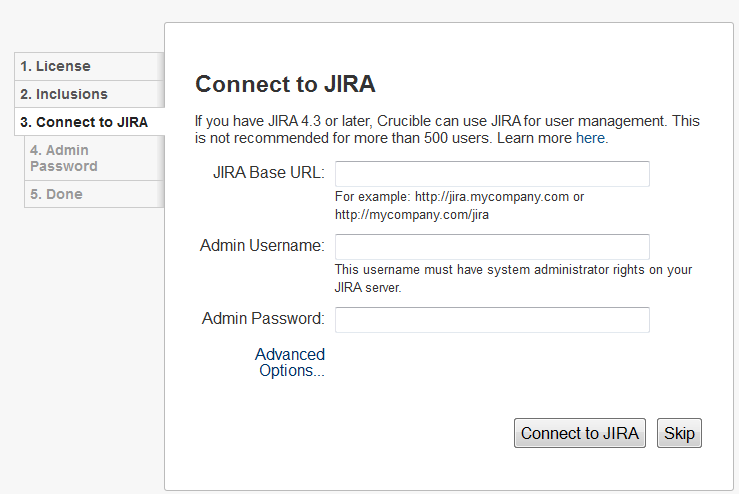 1. License
2. Inclusions
3. Connect to JIRA
4. Admin
Password
5. Done
Connect to JIRA
If you have JIRA 4.3 or later, Crucible can use JIRA for user management. This
is not recommended for more than 500 users. Learn more here.
JIRA Base URL:
For example: http://jira.mycompany.com or
http://mycompany.com/jira
Admin Username:
This username must have system administrator rights on your
JIRA server.
Admin Password:
Advanced
Options...
Connect to JIRA Skip